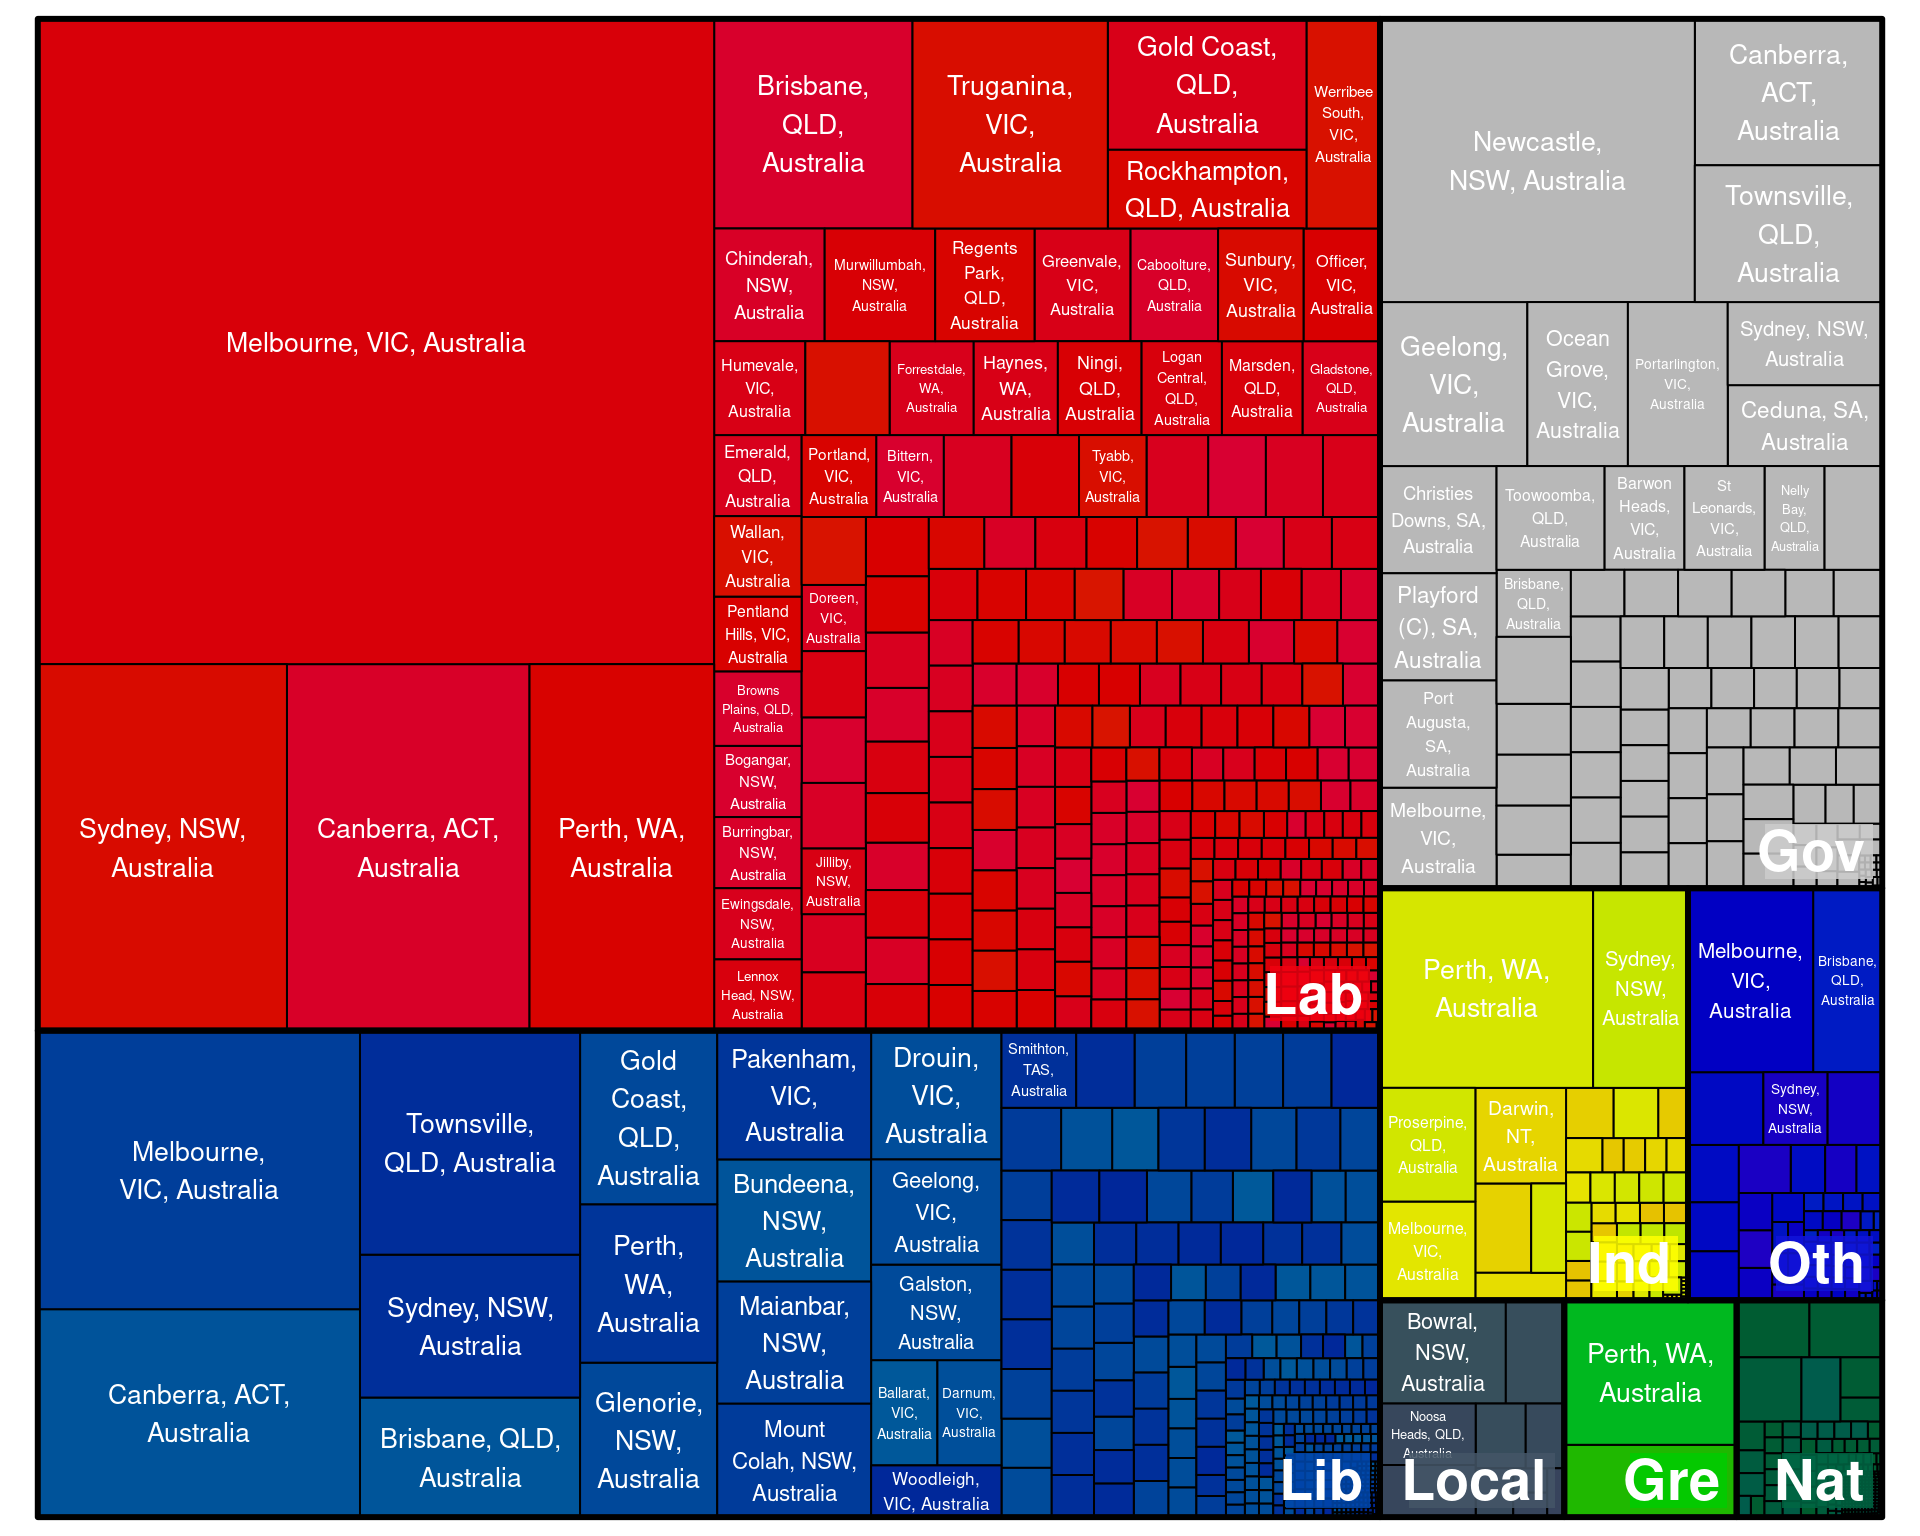 Melbourne, VIC, Australia
Sydney, NSW,
Australia
Canberra, ACT,
Australia
Perth, WA,
Australia
Brisbane,
QLD,
Australia
Truganina,
VIC,
Australia
Gold Coast,
QLD,
Australia
Rockhampton,
QLD, Australia
Werribee
South,
VIC,
Australia
Chinderah,
NSW,
Australia
Murwillumbah,
NSW,
Australia
Regents
Park,
QLD,
Australia
Greenvale,
VIC,
Australia
Caboolture,
QLD,
Australia
Sunbury,
VIC,
Australia
Officer,
VIC,
Australia
Humevale,
VIC,
Australia
Forrestdale,
WA,
Australia
Haynes,
WA,
Australia
Ningi,
QLD,
Australia
Logan
Central,
QLD,
Australia
Marsden,
QLD,
Australia
Gladstone,
QLD,
Australia
Emerald,
QLD,
Australia
Portland,
VIC,
Australia
Bittern,
VIC,
Australia
Tyabb,
VIC,
Australia
Wallan,
VIC,
Australia
Pentland
Hills, VIC,
Australia
Doreen,
VIC,
Australia
Browns
Plains, QLD,
Australia
Bogangar,
NSW,
Australia
Burringbar,
NSW,
Australia
Jilliby,
NSW,
Australia
Ewingsdale,
NSW,
Australia
Lennox
Head, NSW,
Australia
Lab
Newcastle,
NSW, Australia
Canberra,
ACT,
Australia
Townsville,
QLD,
Australia
Geelong,
VIC,
Australia
Ocean
Grove,
VIC,
Australia
Portarlington,
VIC,
Australia
Sydney, NSW,
Australia
Ceduna, SA,
Australia
Christies
Downs, SA,
Australia
Toowoomba,
QLD,
Australia
Barwon
Heads,
VIC,
Australia
St
Leonards,
VIC,
Australia
Nelly
Bay,
QLD,
Australia
Playford
(C), SA,
Australia
Brisbane,
QLD,
Australia
Port
Augusta,
SA,
Australia
Melbourne,
VIC,
Australia
Gov
Melbourne,
VIC, Australia
Canberra, ACT,
Australia
Townsville,
QLD, Australia
Sydney, NSW,
Australia
Brisbane, QLD,
Australia
Gold
Coast,
QLD,
Australia
Perth,
WA,
Australia
Glenorie,
NSW,
Australia
Pakenham,
VIC,
Australia
Bundeena,
NSW,
Australia
Maianbar,
NSW,
Australia
Mount
Colah, NSW,
Australia
Drouin,
VIC,
Australia
Geelong,
VIC,
Australia
Galston,
NSW,
Australia
Ballarat,
VIC,
Australia
Darnum,
VIC,
Australia
Woodleigh,
VIC, Australia
Smithton,
TAS,
Australia
Lib
Perth, WA,
Australia
Sydney,
NSW,
Australia
Proserpine,
QLD,
Australia
Darwin,
NT,
Australia
Melbourne,
VIC,
Australia
Ind
Melbourne,
VIC,
Australia
Brisbane,
QLD,
Australia
Sydney,
NSW,
Australia
Oth
Bowral,
NSW,
Australia
Noosa
Heads, QLD,
Australia
Local
Perth, WA,
Australia
Gre
Nat